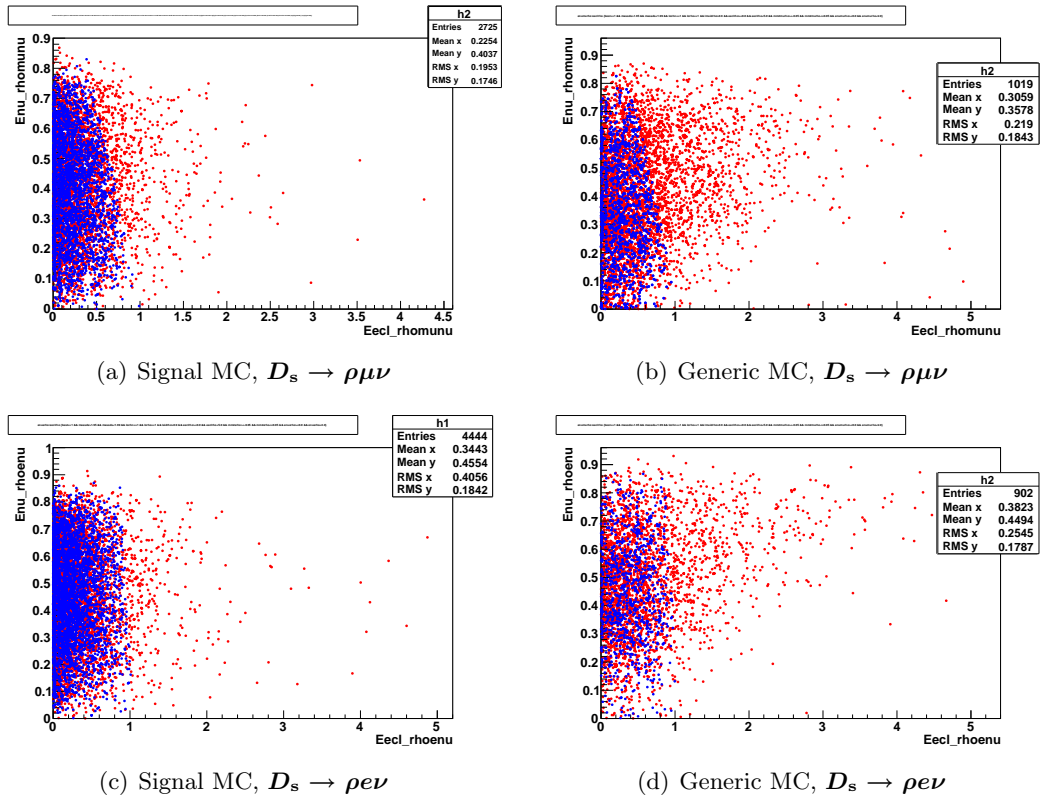 h2
Entries 2725
Mean x 0.2254
Mean y 0.4037
RMS x 0.1953
RMS y 0.1746
Enu_rhomunu
0.9
0.8
0.7
0.6
0.5
0.4
0.3
0.2
0.1
0
0 0.5 1 1.5 2 2.5 3 3.5 4 4.5
Eecl_rhomunu
(a) Signal MC, Ds → ρμν
h2
Entries 1019
Mean x 0.3059
Mean y 0.3578
RMS x 0.219
RMS y 0.1843
Enu_rhomunu
0.9
0.8
0.7
0.6
0.5
0.4
0.3
0.2
0.1
0
0 1 2 3 4 5
Eecl_rhomunu
(b) Generic MC, Ds → ρμν
h1
Entries 4444
Mean x 0.3443
Mean y 0.4554
RMS x 0.4056
RMS y 0.1842
Enu_rhoenu
1
0.9
0.8
0.7
0.6
0.5
0.4
0.3
0.2
0.1
0
0 1 2 3 4 5
Eecl_rhoenu
(c) Signal MC, Ds → ρeν
h2
Entries 902
Mean x 0.3823
Mean y 0.4494
RMS x 0.2545
RMS y 0.1787
Enu_rhoenu
0.9
0.8
0.7
0.6
0.5
0.4
0.3
0.2
0.1
0
0 1 2 3 4 5
Eecl_rhoenu
(d) Generic MC, Ds → ρeν